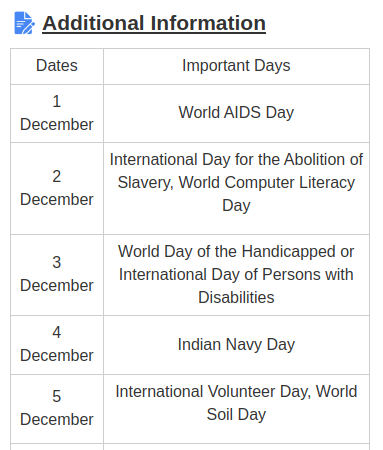 Additional Information
Dates
Important Days
1
December
World AIDS Day
2
December
International Day for the Abolition of
Slavery, World Computer Literacy
Day
3
December
World Day of the Handicapped or
International Day of Persons with
Disabilities
4
December
Indian Navy Day
5
December
International Volunteer Day, World
Soil Day